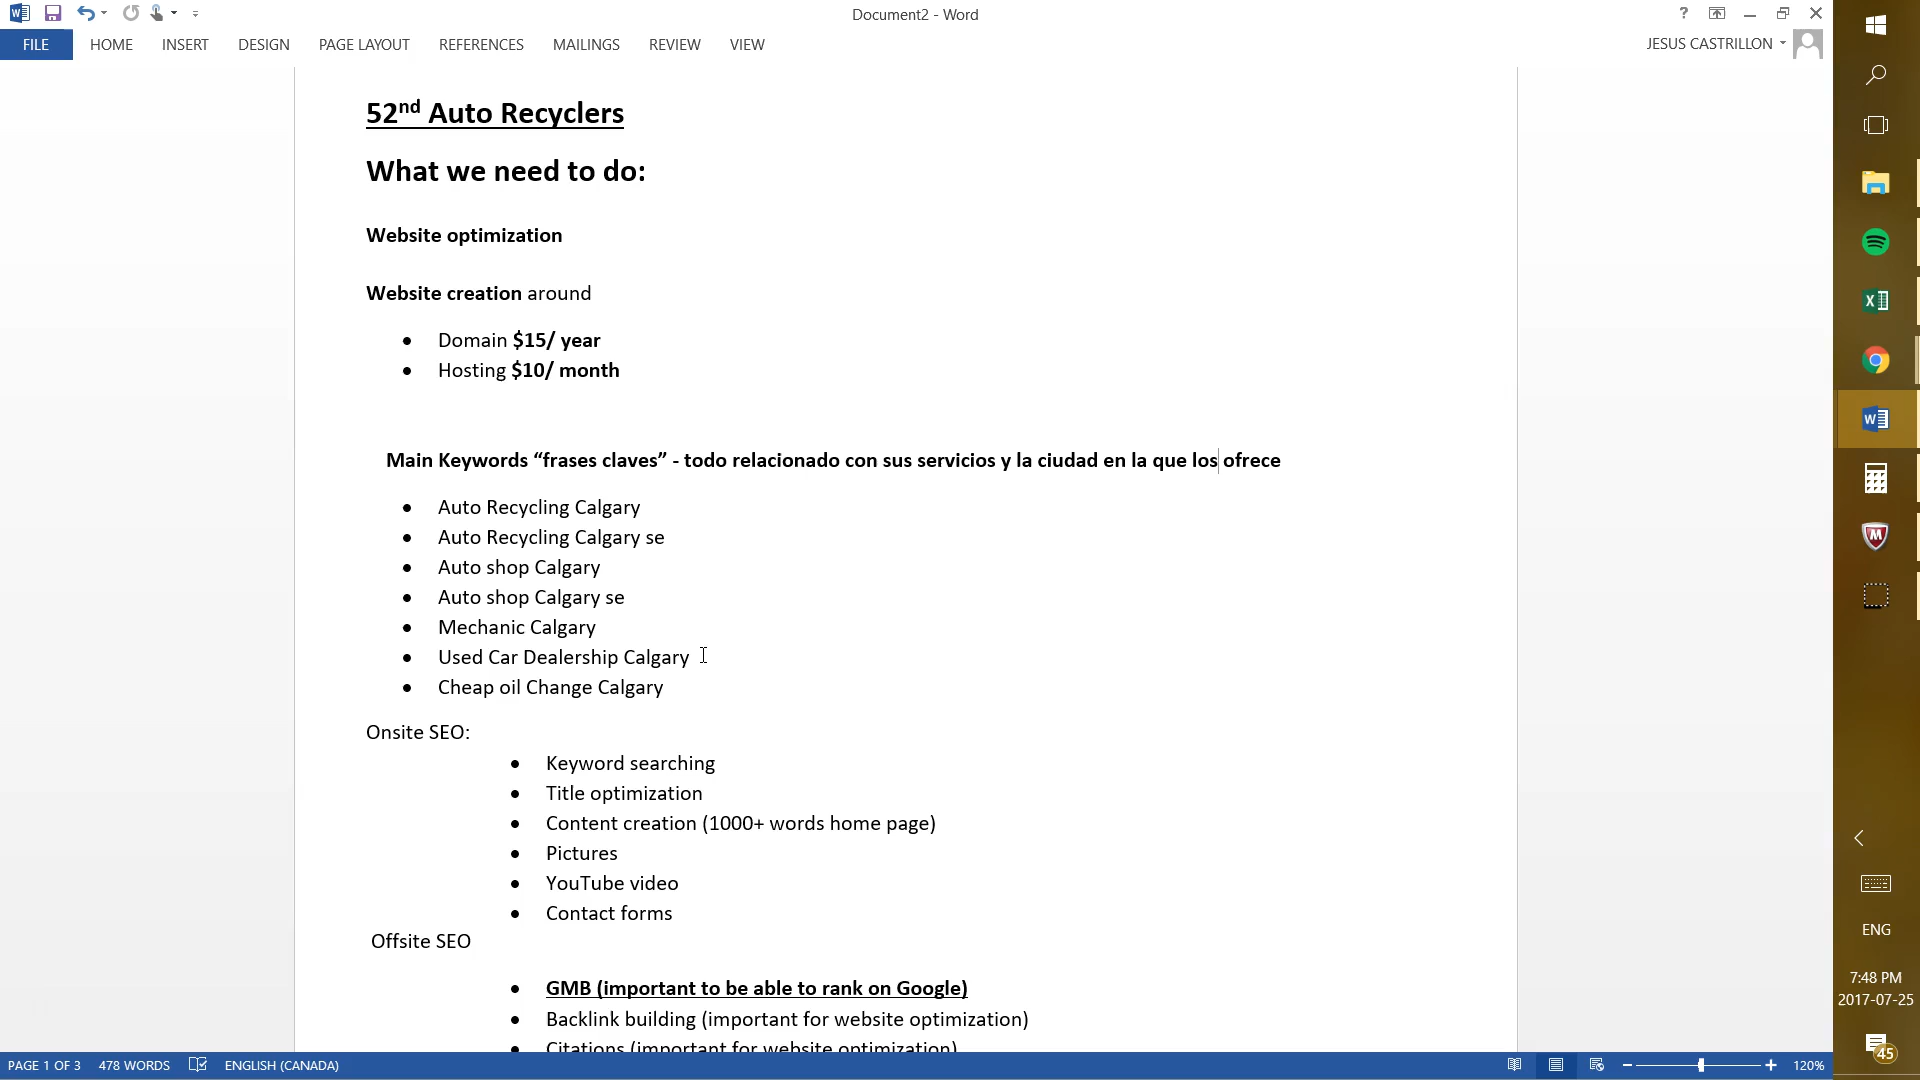 Document2 - Word
FILE HOME INSERT DESIGN PAGE LAYOUT REFERENCES MAILINGS REVIEW VIEW
JESUS CASTRILLON
52nd Auto Recyclers
What we need to do:
Website optimization
Website creation around
• Domain $15/ year
• Hosting $10/ month
Main Keywords “frases claves” - todo relacionado con sus servicios y la ciudad en la que los ofrece
• Auto Recycling Calgary
• Auto Recycling Calgary se
• Auto shop Calgary
• Auto shop Calgary se
• Mechanic Calgary
• Used Car Dealership Calgary
• Cheap oil Change Calgary
Onsite SEO:
• Keyword searching
• Title optimization
• Content creation (1000+ words home page)
• Pictures
• YouTube video
• Contact forms
Offsite SEO
• GMB (important to be able to rank on Google)
• Backlink building (important for website optimization)
• Citations (important for website optimization)
PAGE 1 OF 3 478 WORDS ENGLISH (CANADA)
120%
ENG
7:48 PM
2017-07-25
45